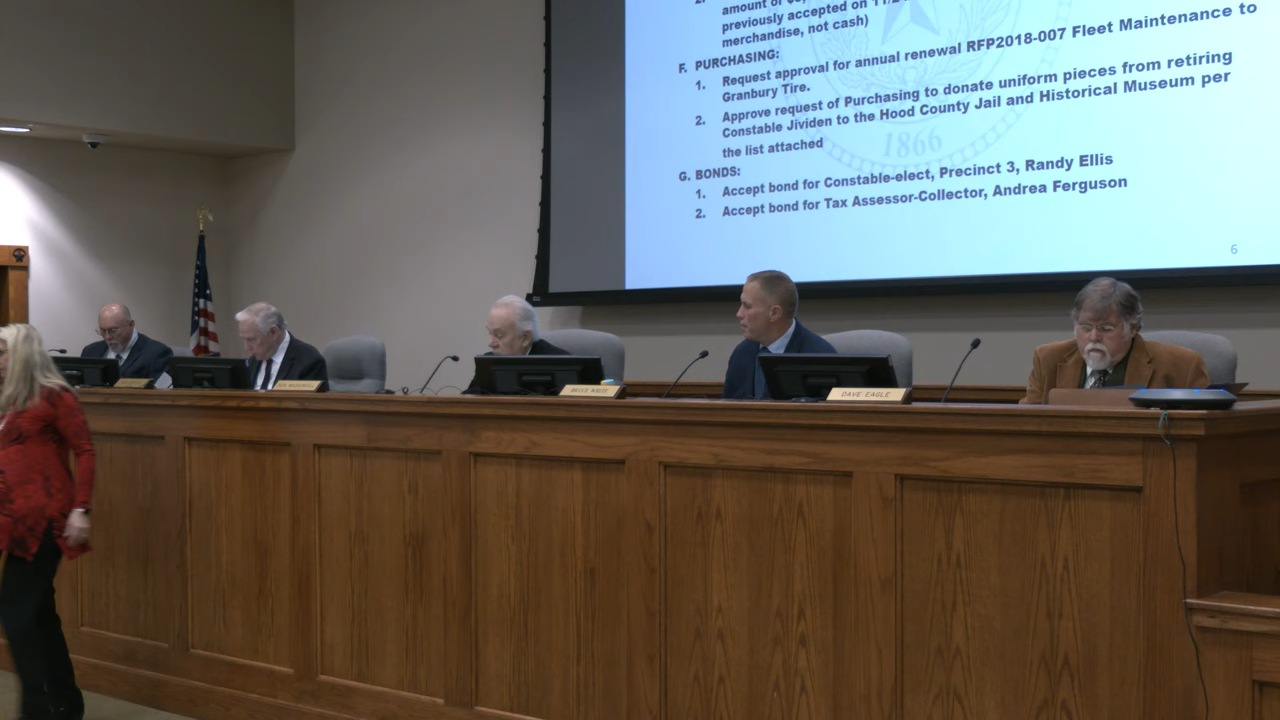 2.
amount of
previously accepted on
merchandise, not cash)
F. PURCHASING:
1. Request approval for annual renewal RFP2018-007 Fleet Maintenance to
Granbury Tire.
2. Approve request of Purchasing to donate uniform pieces from retiring
Constable Jividen to the Hood County Jail and Historical Museum per
the list attached
1866
G. BONDS:
1. Accept bond for Constable-elect, Precinct 3, Randy Ellis
2. Accept bond for Tax Assessor-Collector, Andrea Ferguson
6
BRUCE WHITE
DAVE EAGLE